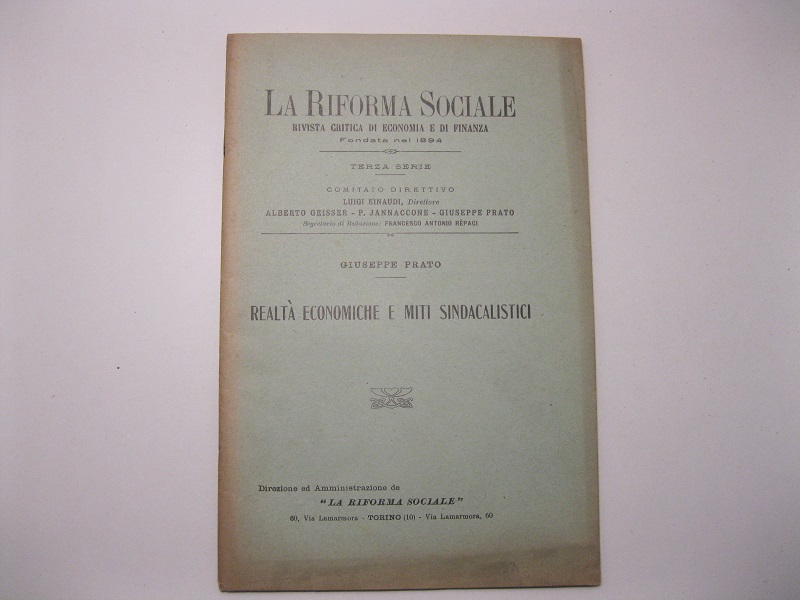 LA RIFORMA SOCIALE
RIVISTA CRITICA DI ECONOMIA E DI FINANZA
Fondata nel 1894
TERZA SERIE
COMITATO DIRETTIVO
LUIGI EINAUDI, Direttore
ALBERTO GEISSER - P. JANNACCONE - GIUSEPPE PRATO
Segretario di Redazione: FRANCESCO ANTONIO RÈPACI
GIUSEPPE PRATO
REALTÀ ECONOMICHE E MITI SINDACALISTICI
Direzione ed Amministrazione de
"LA RIFORMA SOCIALE"
60, Via Lamarmora - TORINO (10) - Via Lamarmora, 60